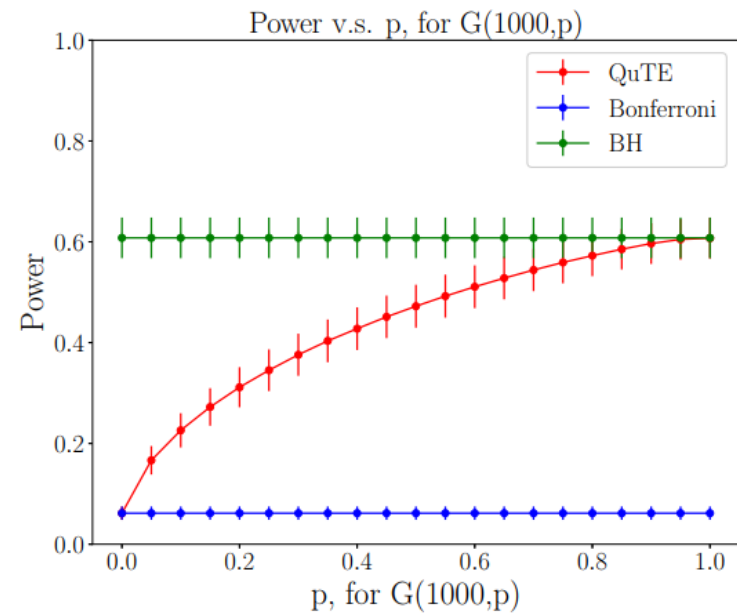 Power v.s. p, for G(1000,p)
1.0
0.8
0.6
0.4
0.2
0.0
Power
QuTE
Bonferroni
BH
0.0 0.2 0.4 0.6 0.8 1.0
p, for G(1000,p)